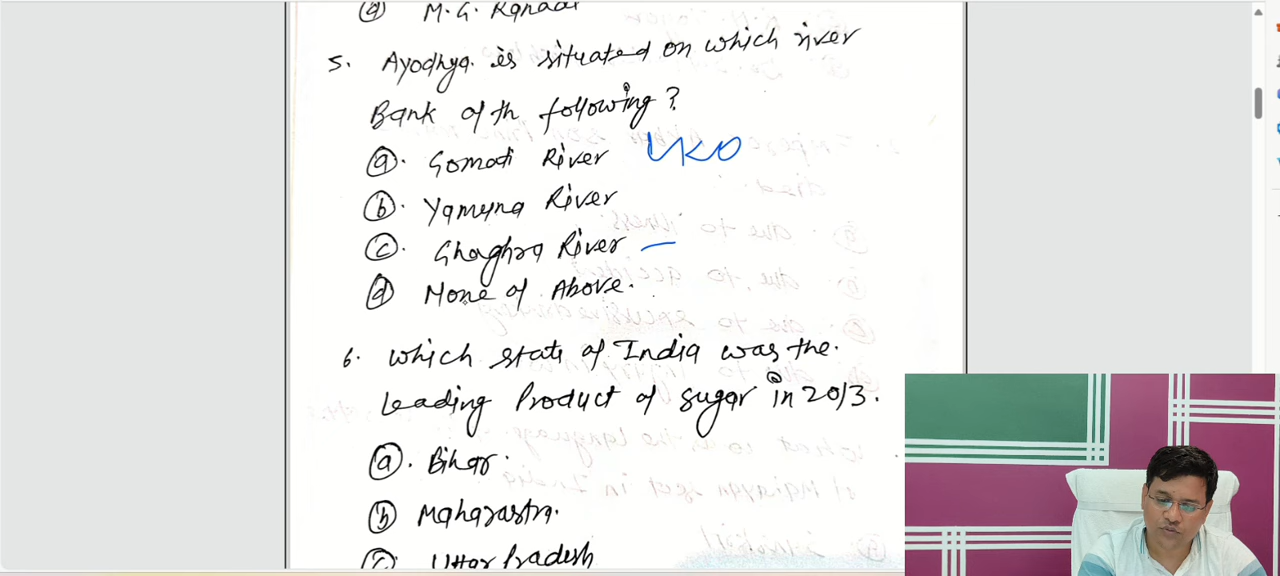 (d) M.G. Ranade
5. Ayodhya is situated on which river
Bank of th following?
(a). Gomati River LKO
(b). Yamuna River
(c). Ghaghra River –
(d) None of Above.
6. which state of India was the.
Leading Product of sugar in 2013.
(a). Bihar.
(b) Maharastra.
(c) Uttar Pradesh